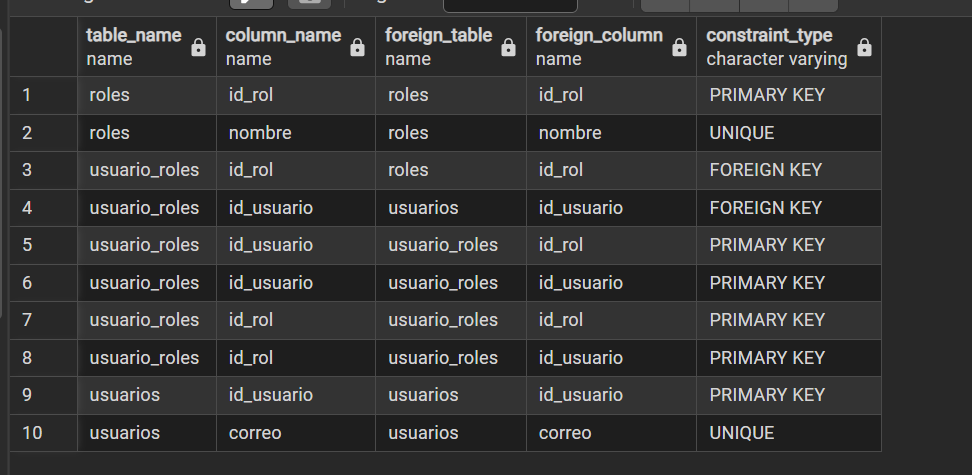 table_name column_name foreign_table foreign_column constraint_type
name name name name character varying
1 roles id_rol roles id_rol PRIMARY KEY
2 roles nombre roles nombre UNIQUE
3 usuario_roles id_rol roles id_rol FOREIGN KEY
4 usuario_roles id_usuario usuarios id_usuario FOREIGN KEY
5 usuario_roles id_usuario usuario_roles id_rol PRIMARY KEY
6 usuario_roles id_usuario usuario_roles id_usuario PRIMARY KEY
7 usuario_roles id_rol usuario_roles id_rol PRIMARY KEY
8 usuario_roles id_rol usuario_roles id_usuario PRIMARY KEY
9 usuarios id_usuario usuarios id_usuario PRIMARY KEY
10 usuarios correo usuarios correo UNIQUE